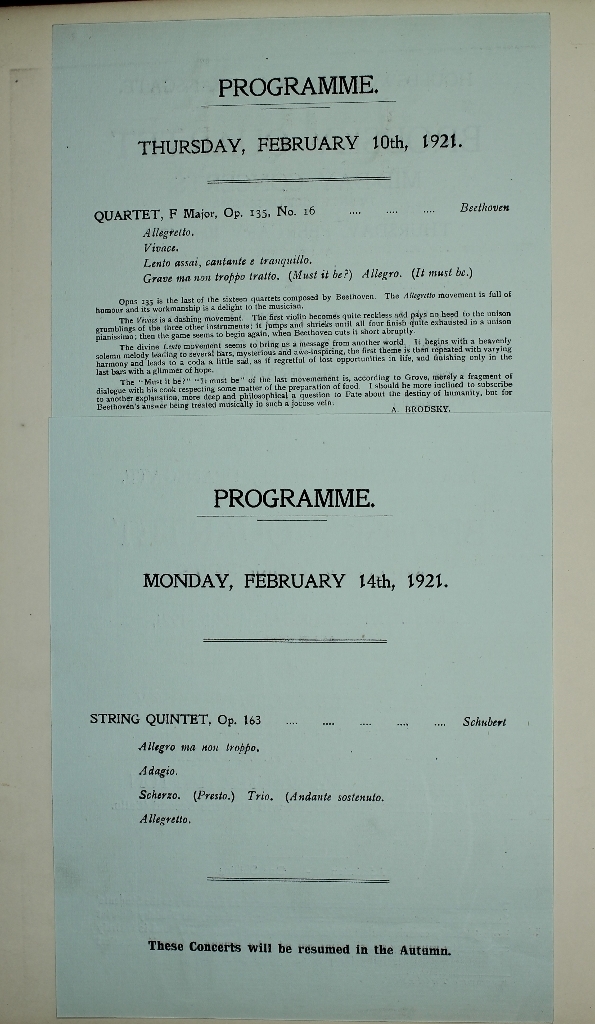 PROGRAMME.
THURSDAY, FEBRUARY 10th, 1921.
QUARTET, F Major, Op. 135, No. 16 .... .... .... Beethoven
Allegretto.
Vivace.
Lento assai, cantante e tranquillo.
Grave ma non troppo tratto. (Must it be?) Allegro. (It must be.)
Opus 135 is the last of the sixteen quartets composed by Beethoven. The Allegretto movement is full of
humour and its workmanship is a delight to the musician.
The Vivace is a dashing movement. The first violin becomes quite reckless and pays no heed to the unison
grumblings of the three other instruments; it jumps and shrieks until all four finish quite exhausted in a unison
pianissimo; then the game seems to begin again, when Beethoven cuts it short abruptly.
The divine Lento movement seems to bring us a message from another world. It begins with a heavenly
solemn melody leading to several bars, mysterious and awe-inspiring, the first theme is then repeated with varying
harmony and leads to a coda a little sad, as if regretful of lost opportunities in life, and finishing only in the
last bars with a glimmer of hope.
The "Must it be?" "It must be" of the last movemement is, according to Grove, merely a fragment of
dialogue with his cook respecting some matter of the preparation of food. I should be more inclined to subscribe
to another explanation, more deep and philosophical a question to Fate about the destiny of humanity, but for
Beethoven's answer being treated musically in such a jocose vein.
A. BRODSKY.
PROGRAMME.
MONDAY, FEBRUARY 14th, 1921.
STRING QUINTET, Op. 163 .... .... .... .... .... Schubert
Allegro ma non troppo.
Adagio.
Scherzo. (Presto.) Trio. (Andante sostenuto.
Allegretto.
These Concerts will be resumed in the Autumn.